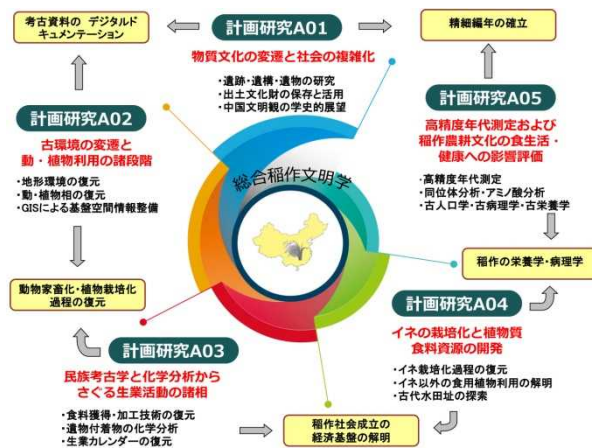 考古資料の デジタルド
キュメンテーション
計画研究A01
物質文化の変遷と社会の複雑化
・遺跡・遺構・遺物の研究
・出土文化財の保存と活用
・中国文明観の学史的展望
精細編年の確立
計画研究A02
古環境の変遷と
動・植物利用の諸段階
・地形環境の復元
・動・植物相の復元
・GISによる基盤空間情報整備
総合稲作文明学
計画研究A05
高精度年代測定および
稲作農耕文化の食生活・
健康への影響評価
・高精度年代測定
・同位体分析・アミノ酸分析
・古人口学・古病理学・古栄養学
動物家畜化・植物栽培化
過程の復元
稲作の栄養学・病理学
計画研究A03
民族考古学と化学分析から
さぐる生業活動の諸相
・食料獲得・加工技術の復元
・遺物付着物の化学分析
・生業カレンダーの復元
計画研究A04
イネの栽培化と植物質
食料資源の開発
・イネ栽培化過程の復元
・イネ以外の食用植物利用の解明
・古代水田址の探索
稲作社会成立の
経済基盤の解明